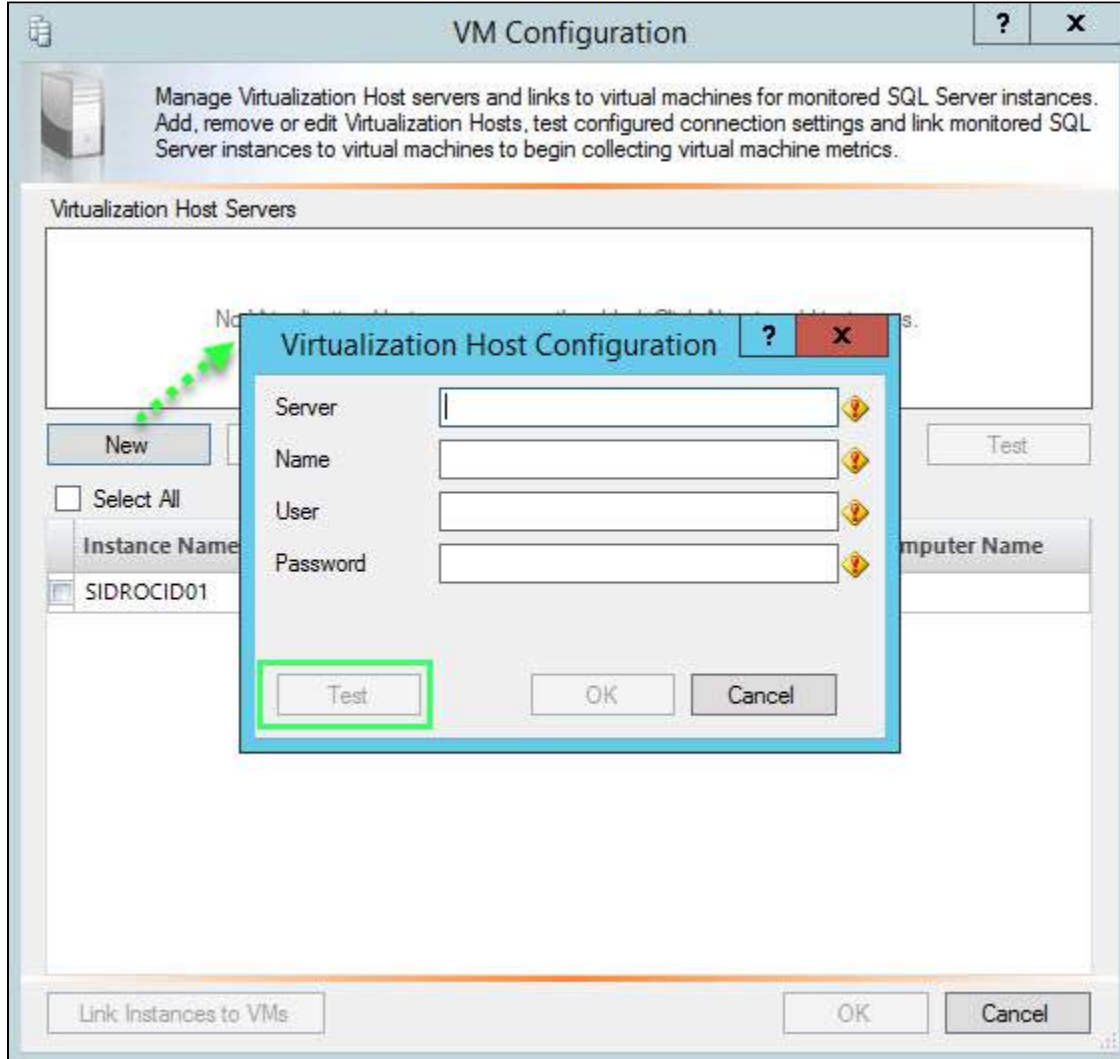 VM Configuration
? x
Manage Virtualization Host servers and links to virtual machines for monitored SQL Server instances.
Add, remove or edit Virtualization Hosts, test configured connection settings and link monitored SQL
Server instances to virtual machines to begin collecting virtual machine metrics.
Virtualization Host Servers
No
s.
Virtualization Host Configuration
? x
Server
Name
User
Password
Test
OK
Cancel
New
Test
Select All
Instance Name
mputer Name
SIDROCID01
Link Instances to VMs
OK
Cancel